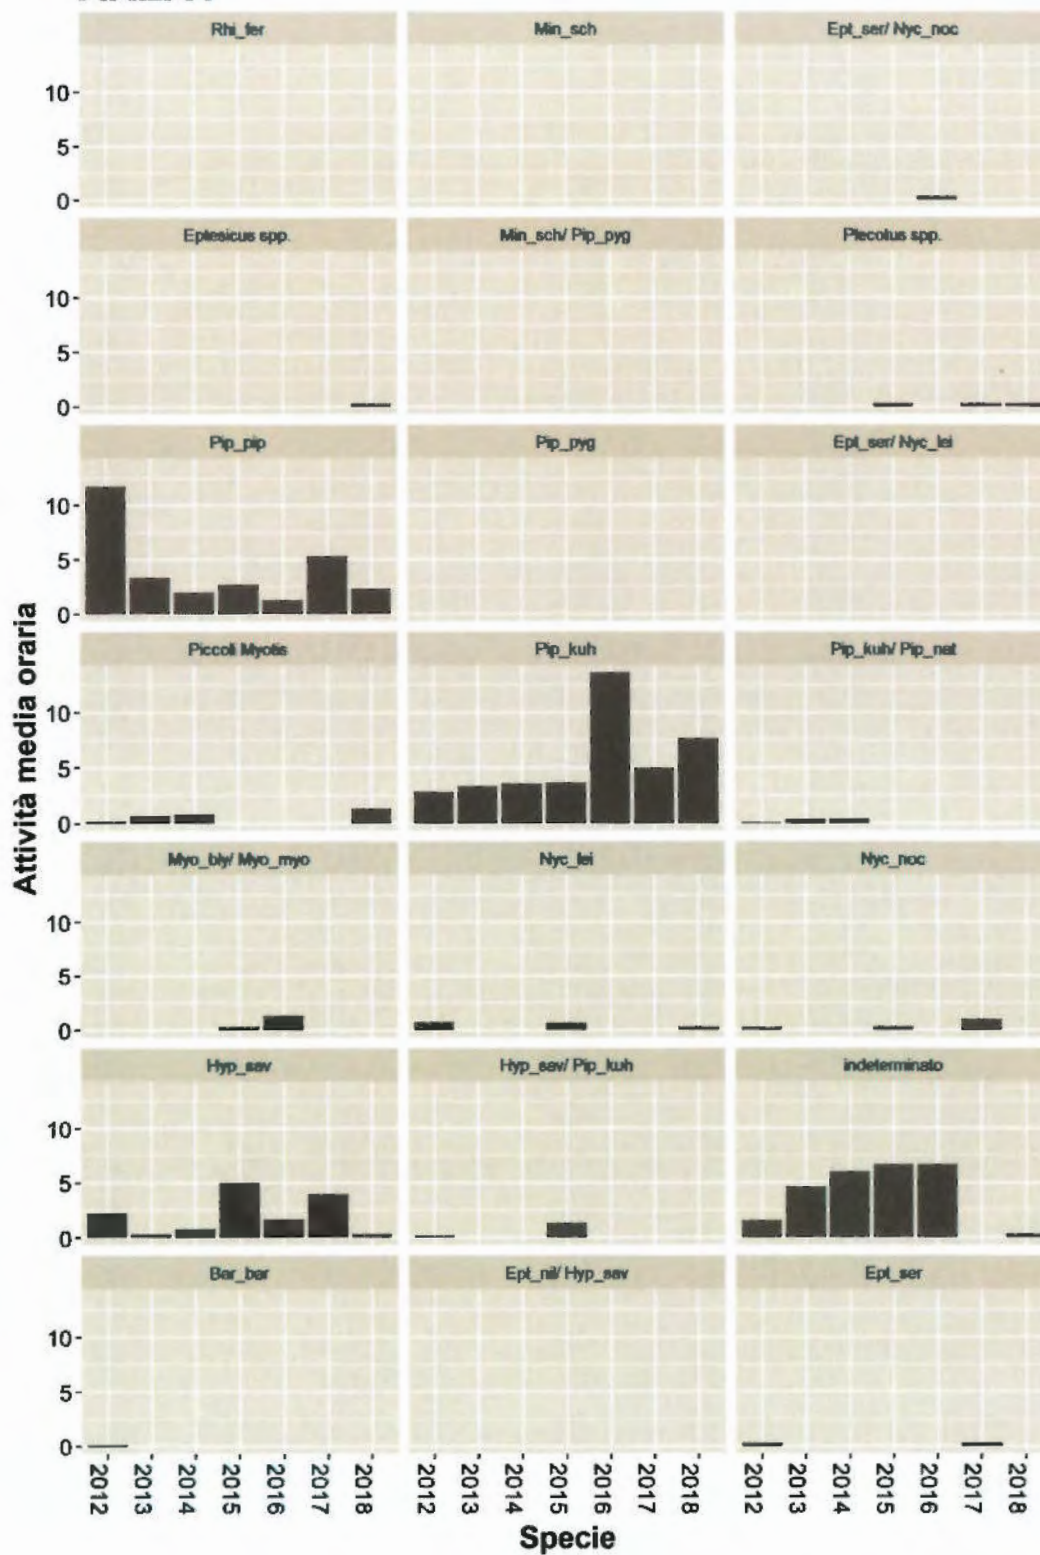 Rhi_fer Min_sch Ept_ser/ Nyc_noc
10
5
0
Eptesicus spp. Min_sch/ Pip_pyg Plecotus spp.
10
5
0
Pip_pip Pip_pyg Ept_ser/ Nyc_lei
10
5
0
Piccoli Myotis Pip_kuh Pip_kuh/ Pip_nat
10
5
0
Attività media oraria
Myo_bly/ Myo_myo Nyc_lei Nyc_noc
10
5
0
Hyp_sav Hyp_sav/ Pip_kuh indeterminato
10
5
0
Bar_bar Ept_nil/ Hyp_sav Ept_ser
10
5
0
2012 2013 2014 2015 2016 2017 2018 2012 2013 2014 2015 2016 2017 2018 2012 2013 2014 2015 2016 2017 2018
Specie